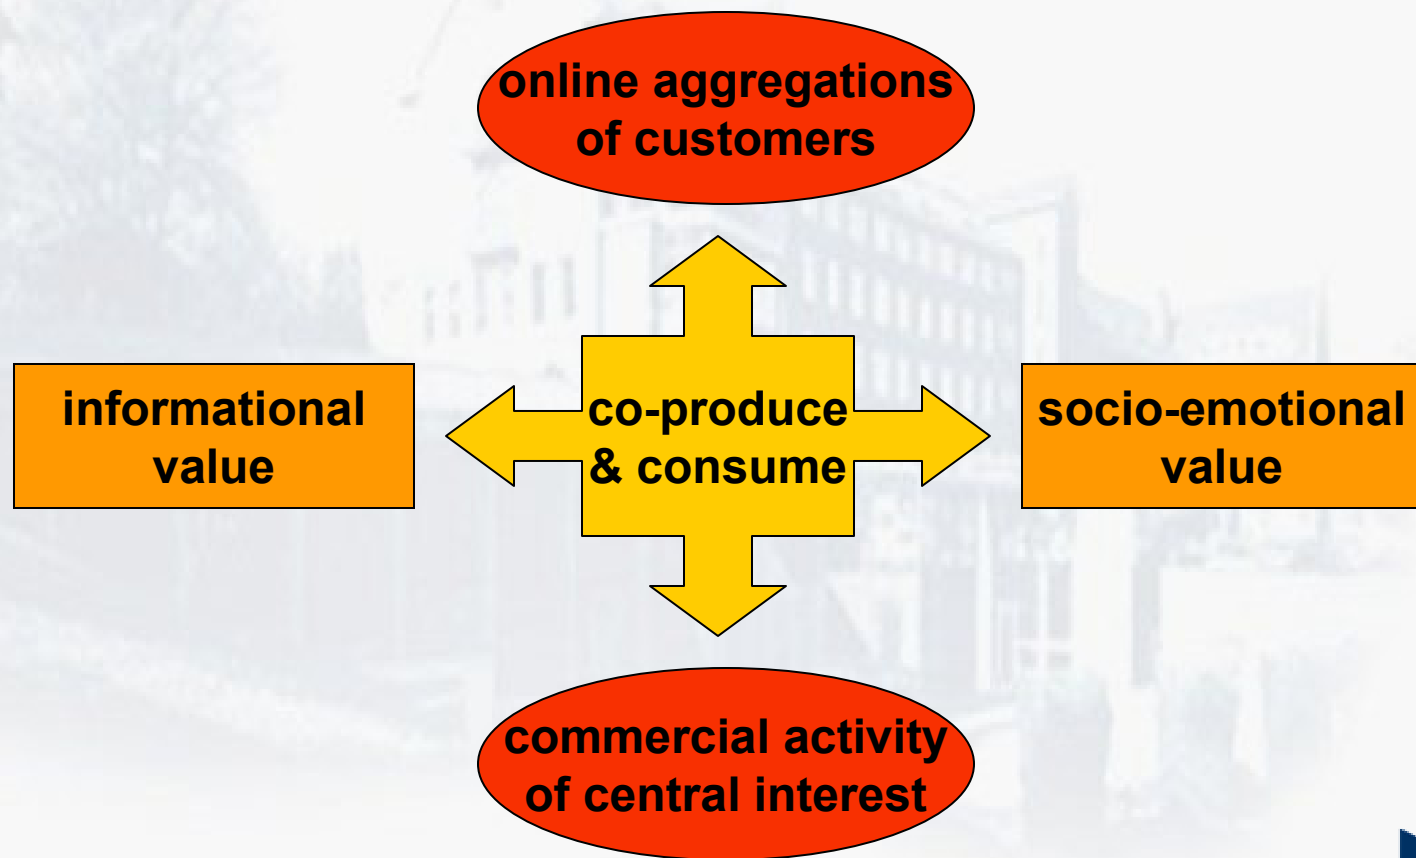 online aggregations
of customers
informational
value
co-produce
& consume
socio-emotional
value
commercial activity
of central interest